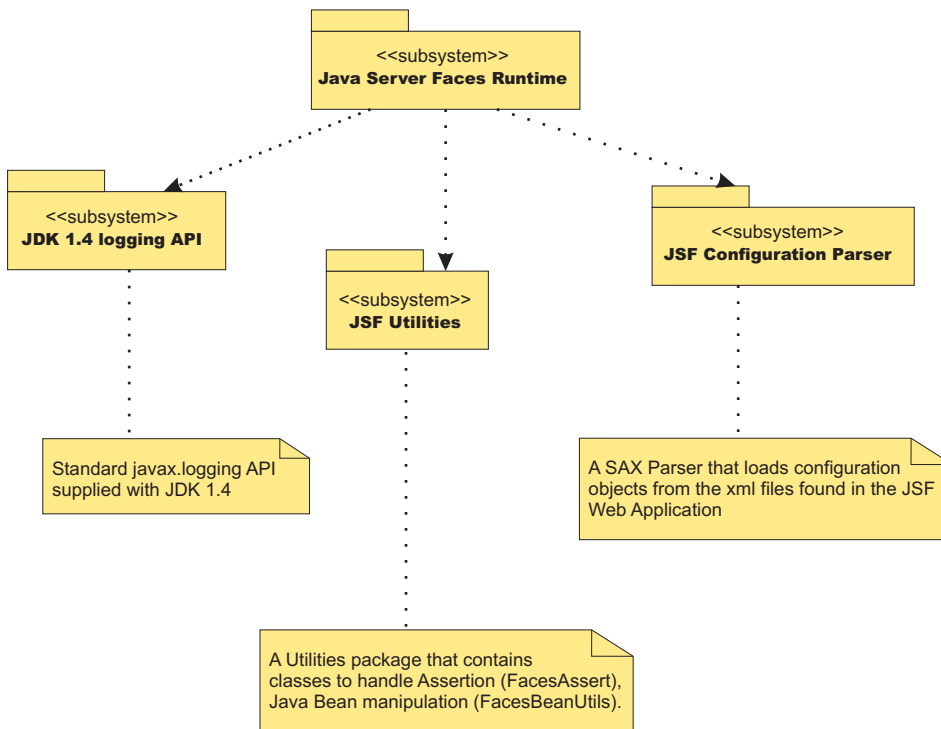 <<subsystem>>
Java Server Faces Runtime
<<subsystem>>
JDK 1.4 logging API
<<subsystem>>
JSF Configuration Parser
<<subsystem>>
JSF Utilities
Standard javax.logging API
supplied with JDK 1.4
A SAX Parser that loads configuration
objects from the xml files found in the JSF
Web Application
A Utilities package that contains
classes to handle Assertion (FacesAssert),
Java Bean manipulation (FacesBeanUtils).